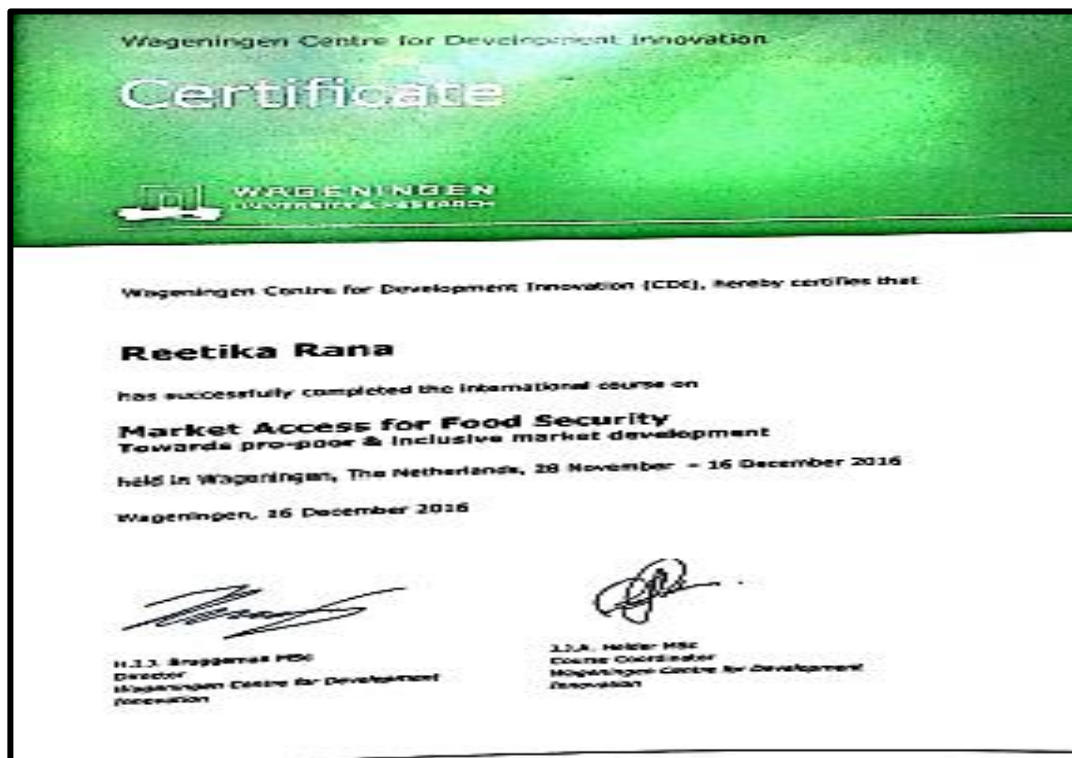 Wageningen Centre for Development Innovation
Certificate
WAGENINGEN
UNIVERSITY & RESEARCH
Wageningen Centre for Development Innovation (CDI), hereby certifies that
Reetika Rana
has successfully completed the international course on
Market Access for Food Security
Towards pro-poor & inclusive market development
held in Wageningen, The Netherlands, 28 November - 16 December 2016
Wageningen, 16 December 2016
Director
Wageningen Centre for Development
Innovation
MSc
Course Coordinator
Wageningen Centre for Development
Innovation